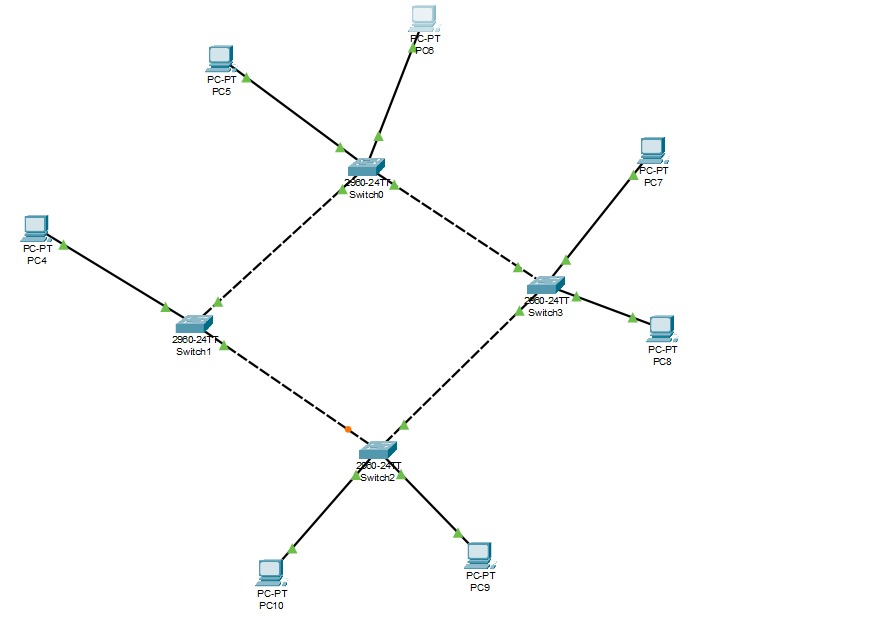 PC-PT
PC6
PC-PT
PC5
PC-PT
PC7
2960-24TT
Switch0
PC-PT
PC4
2960-24TT
Switch3
2960-24TT
Switch1
PC-PT
PC8
2960-24TT
Switch2
PC-PT
PC9
PC-PT
PC10